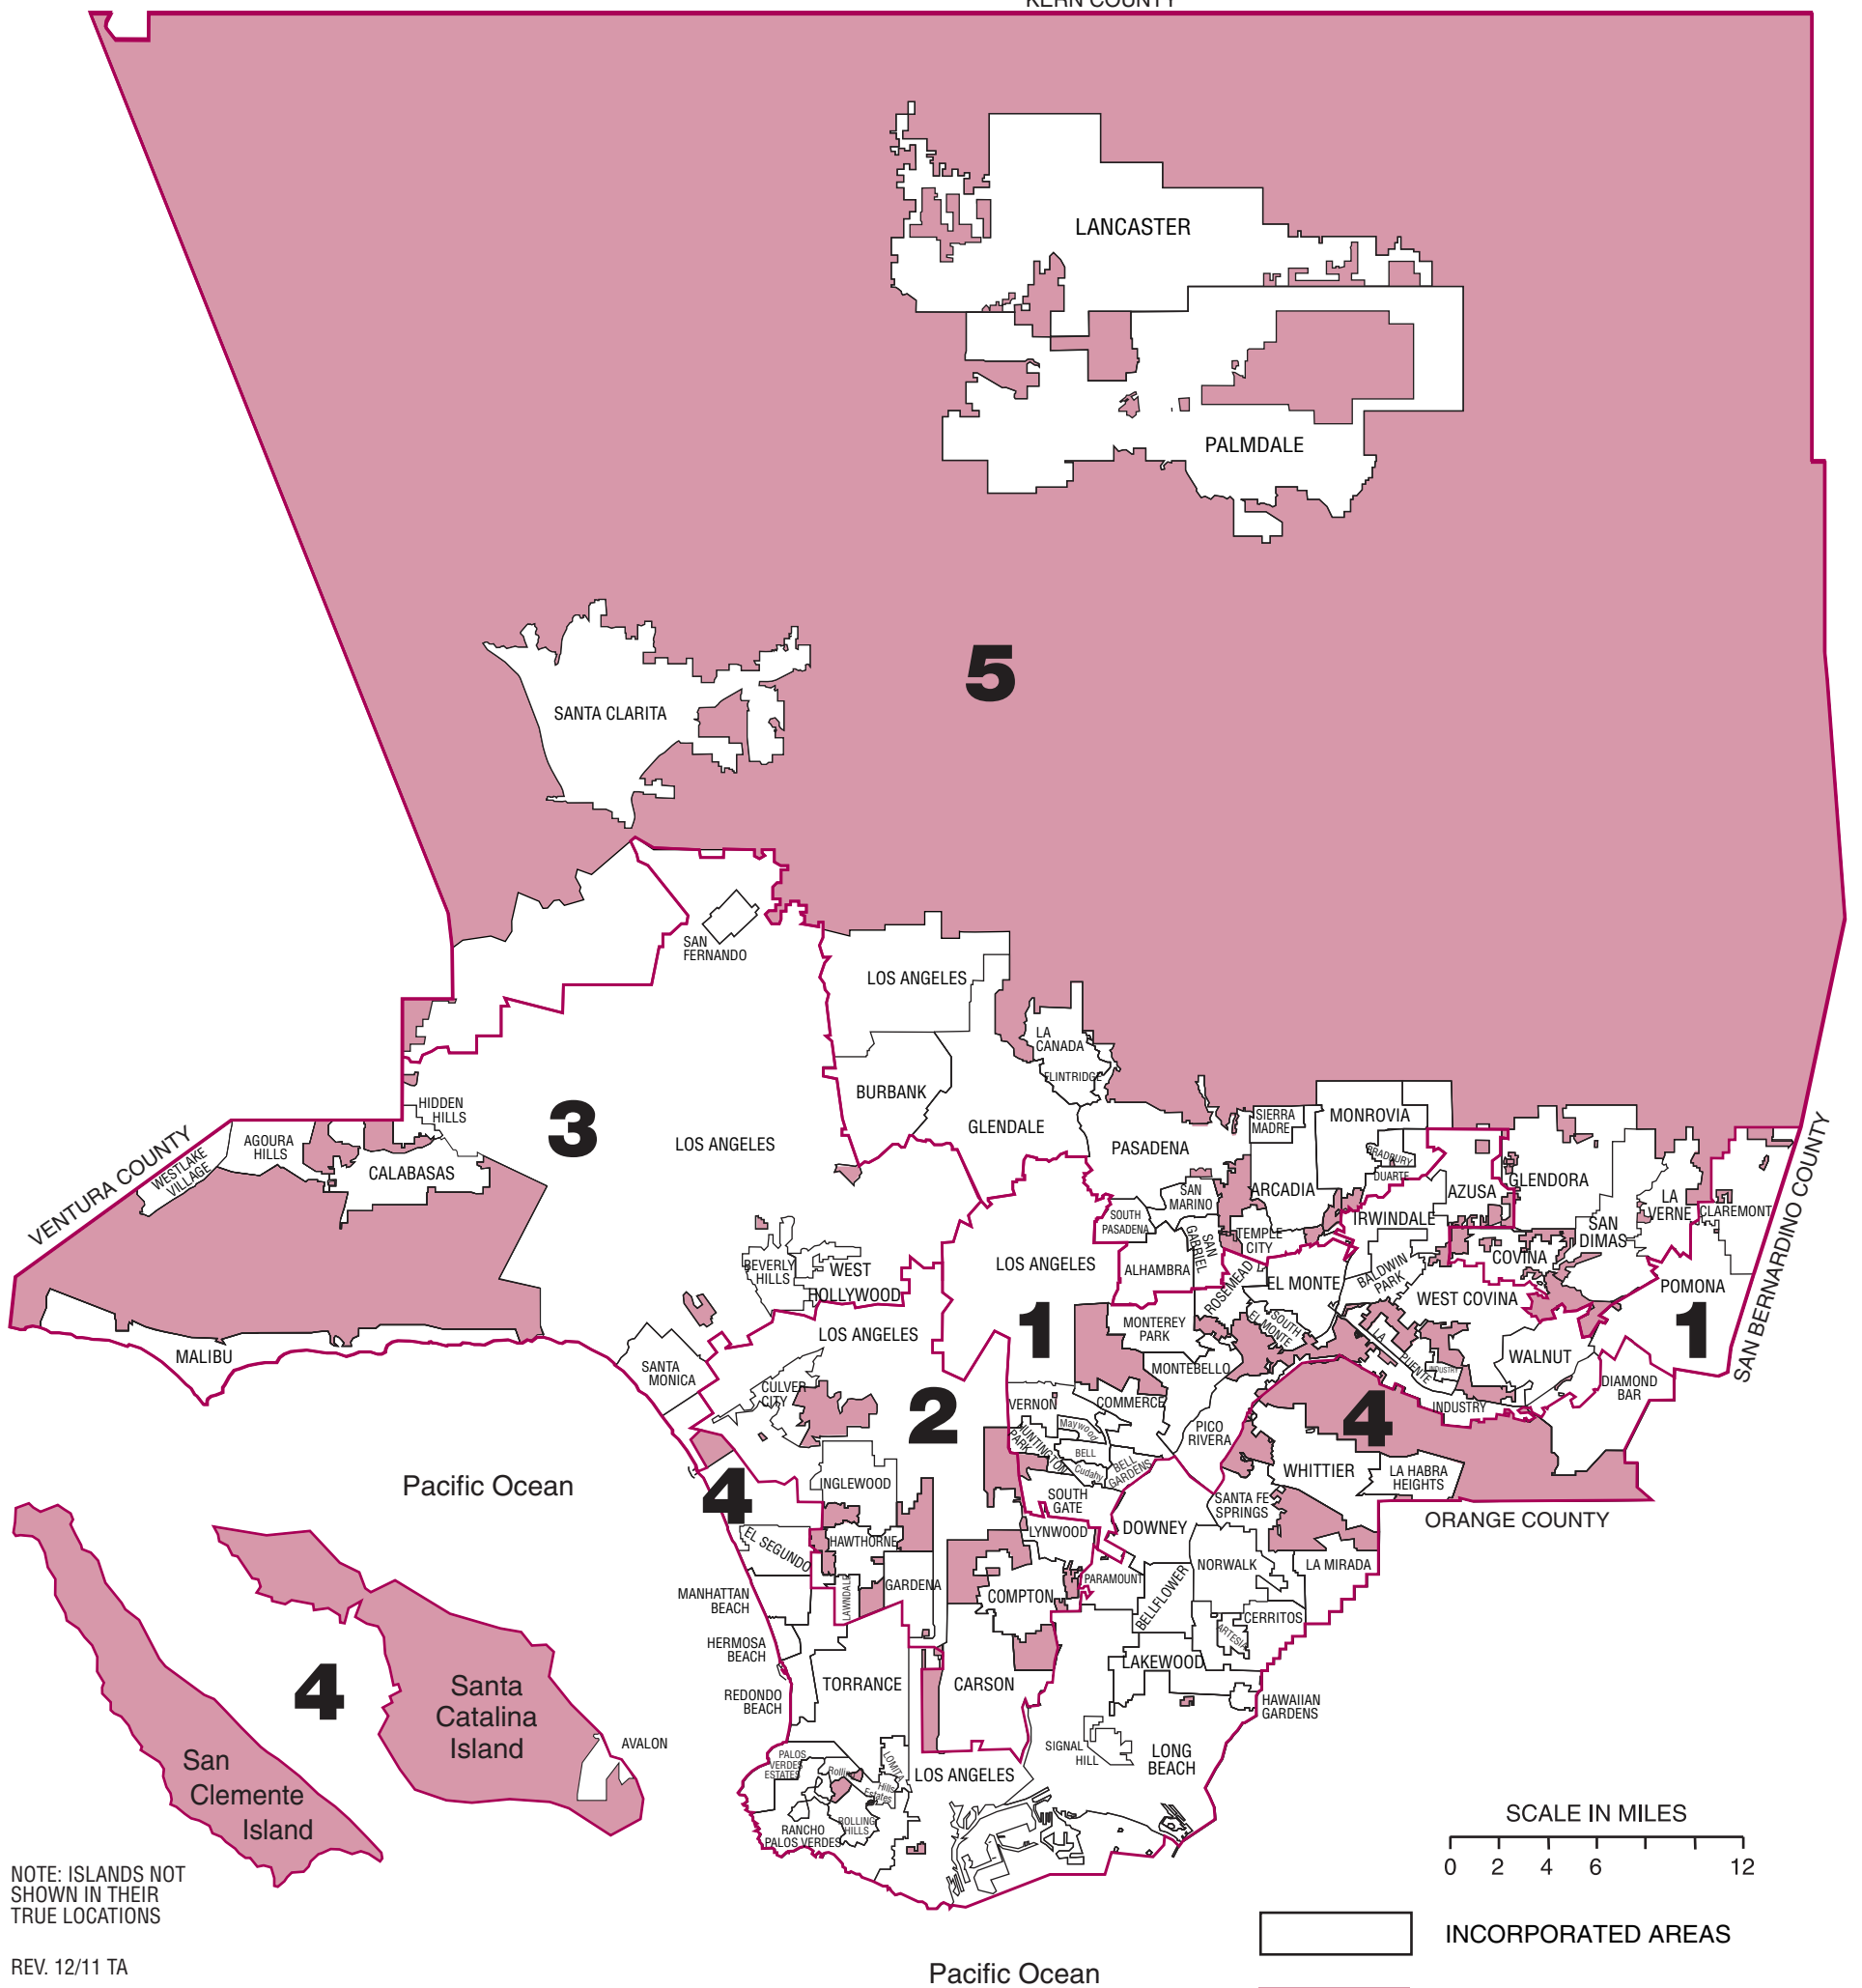 KERN COUNTY
LANCASTER
PALMDALE
5
SANTA CLARITA
SAN
FERNANDO
LOS ANGELES
LA
CANADA
FLINTRIDGE
BURBANK
GLENDALE
PASADENA
SIERRA
MADRE
MONROVIA
BRADBURY
DUARTE
HIDDEN
HILLS
3
LOS ANGELES
AGOURA
HILLS
WESTLAKE
VILLAGE
CALABASAS
VENTURA COUNTY
MALIBU
SAN
MARINO
SOUTH
PASADENA
ARCADIA
AZUSA
GLENDORA
IRWINDALE
TEMPLE
CITY
SAN
GABRIEL
LA
VERNE
CLAREMONT
SAN
DIMAS
COVINA
SAN BERNARDINO COUNTY
BEVERLY
HILLS
WEST
HOLLYWOOD
LOS ANGELES
ALHAMBRA
ROSEMEAD
EL MONTE
BALDWIN
PARK
WEST COVINA
POMONA
1
LOS ANGELES
1
MONTEREY
PARK
SOUTH
EL MONTE
LA
PUENTE
INDUSTRY
WALNUT
DIAMOND
BAR
SANTA
MONICA
MONTEBELLO
CULVER
CITY
2
VERNON
COMMERCE
4
INDUSTRY
Maywood
HUNTINGTON
PARK
BELL
Cudahy
BELL
GARDENS
PICO
RIVERA
WHITTIER
LA HABRA
HEIGHTS
Pacific Ocean
4
INGLEWOOD
SOUTH
GATE
SANTA FE
SPRINGS
ORANGE COUNTY
EL SEGUNDO
HAWTHORNE
LYNWOOD
DOWNEY
NORWALK
LA MIRADA
MANHATTAN
BEACH
LAWNDALE
GARDENA
COMPTON
PARAMOUNT
BELLFLOWER
CERRITOS
ARTESIA
HERMOSA
BEACH
REDONDO
BEACH
TORRANCE
CARSON
LAKEWOOD
HAWAIIAN
GARDENS
SIGNAL
HILL
LONG
BEACH
PALOS
VERDES
ESTATES
LOMITA
Rolling
Hills
Estates
LOS ANGELES
ROLLING
HILLS
RANCHO
PALOS VERDES
4
Santa
Catalina
Island
AVALON
San
Clemente
Island
SCALE IN MILES
0 2 4 6 12
NOTE: ISLANDS NOT
SHOWN IN THEIR
TRUE LOCATIONS
INCORPORATED AREAS
REV. 12/11 TA
Pacific Ocean